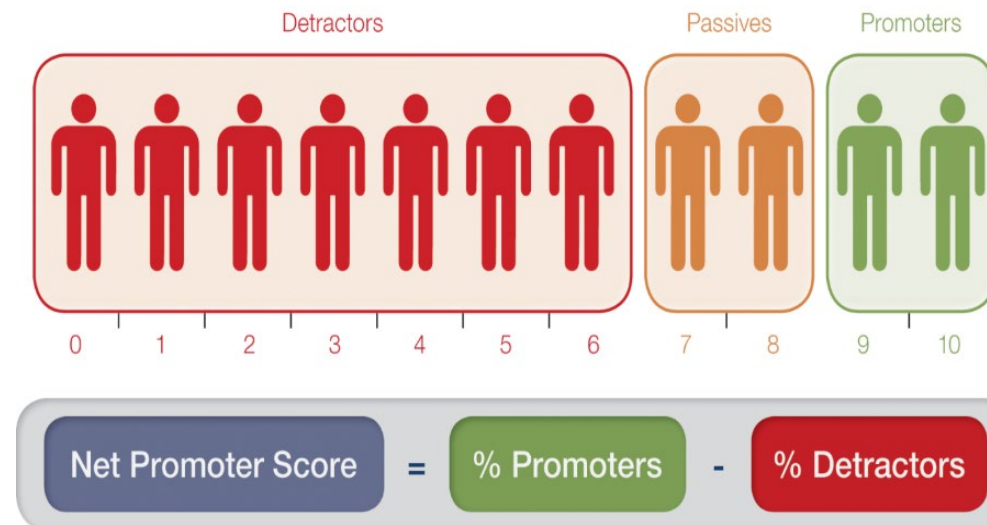 Detractors Passives Promoters
0 1 2 3 4 5 6 7 8 9 10
Net Promoter Score = % Promoters - % Detractors